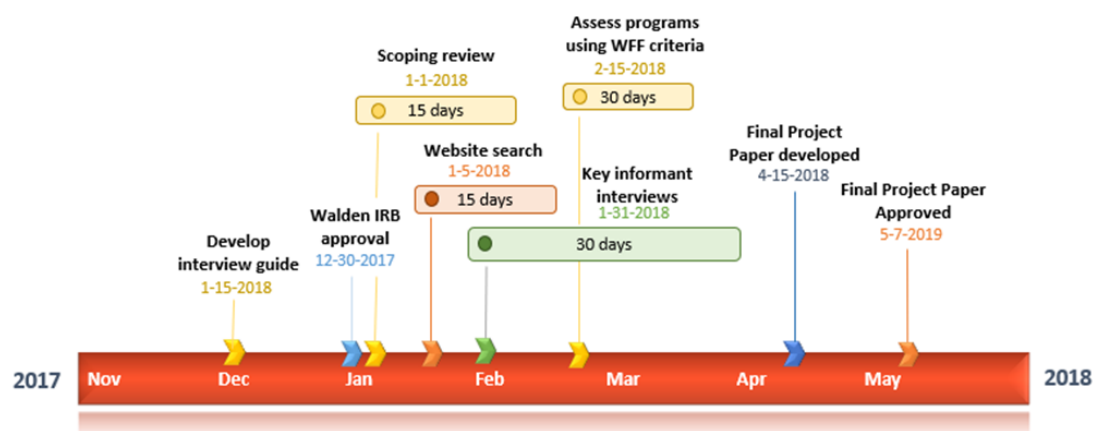 Assess programs
using WFF criteria
2-15-2018
30 days
Scoping review
1-1-2018
15 days
Final Project
Paper developed
4-15-2018
Website search
1-5-2018
15 days
Key informant
interviews
1-31-2018
30 days
Final Project Paper
Approved
5-7-2019
Walden IRB
approval
12-30-2017
Develop
interview guide
1-15-2018
2017 Nov Dec Jan Feb Mar Apr May 2018